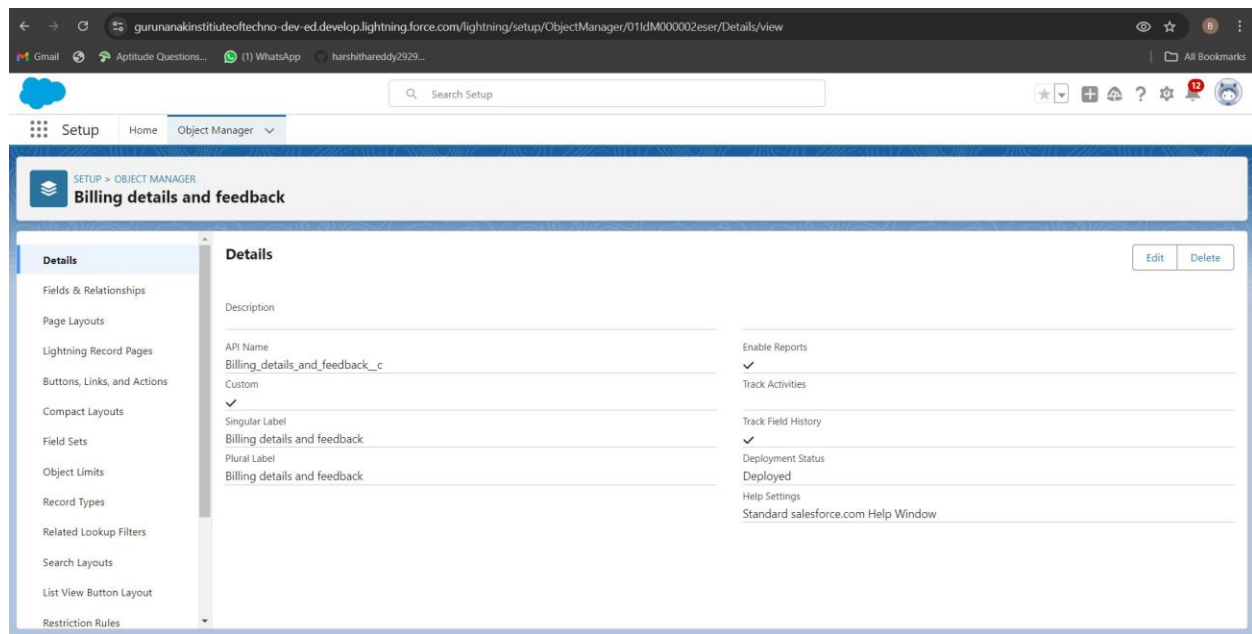 gurunanakinstitiuteoftechno-dev-ed.develop.lightning.force.com/lightning/setup/ObjectManager/01IdM000002eser/Details/view
B
Gmail
Aptitude Questions...
(1) WhatsApp
harshithareddy2929...
All Bookmarks
Search Setup
12
Setup
Home
Object Manager
SETUP > OBJECT MANAGER
Billing details and feedback
Details
Fields & Relationships
Page Layouts
Lightning Record Pages
Buttons, Links, and Actions
Compact Layouts
Field Sets
Object Limits
Record Types
Related Lookup Filters
Search Layouts
List View Button Layout
Restriction Rules
Details
Edit
Delete
Description
API Name
Billing_details_and_feedback__c
Custom
Singular Label
Billing details and feedback
Plural Label
Billing details and feedback
Enable Reports
Track Activities
Track Field History
Deployment Status
Deployed
Help Settings
Standard salesforce.com Help Window